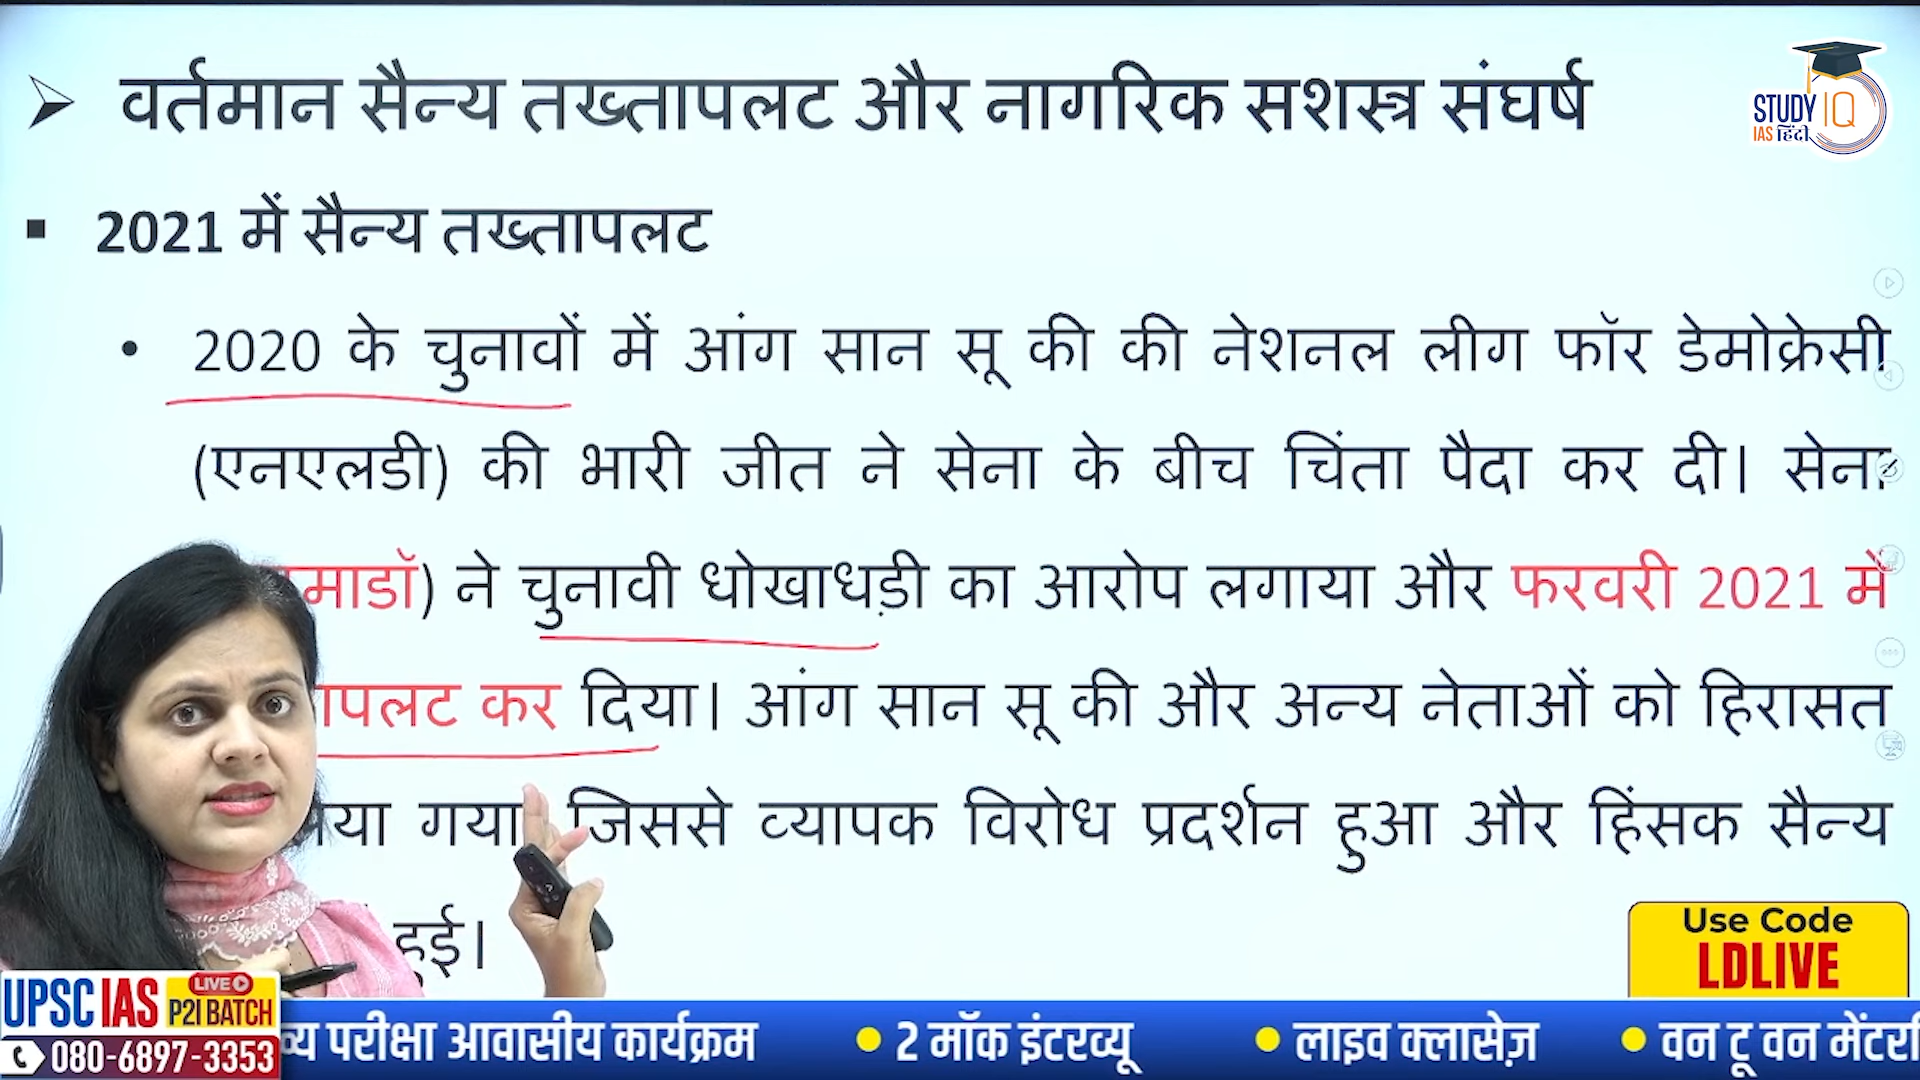 वर्तमान सैन्य तख्तापलट और नागरिक सशस्त्र संघर्ष
STUDY IQ
IAS हिंदी
2021 में सैन्य तख्तापलट
2020 के चुनावों में आंग सान सू की की नेशनल लीग फॉर डेमोक्रेसी
(एनएलडी) की भारी जीत ने सेना के बीच चिंता पैदा कर दी। सेना
ने चुनावी धोखाधड़ी का आरोप लगाया और फरवरी 2021 में
कर दिया। आंग सान सू की और अन्य नेताओं को हिरासत
गया जिससे व्यापक विरोध प्रदर्शन हुआ और हिंसक सैन्य
हुई।
Use Code
LDLIVE
UPSC IAS LIVE P2I BATCH
080-6897-3353
परीक्षा आवासीय कार्यक्रम • 2 मॉक इंटरव्यू • लाइव क्लासेज़ • वन टू वन